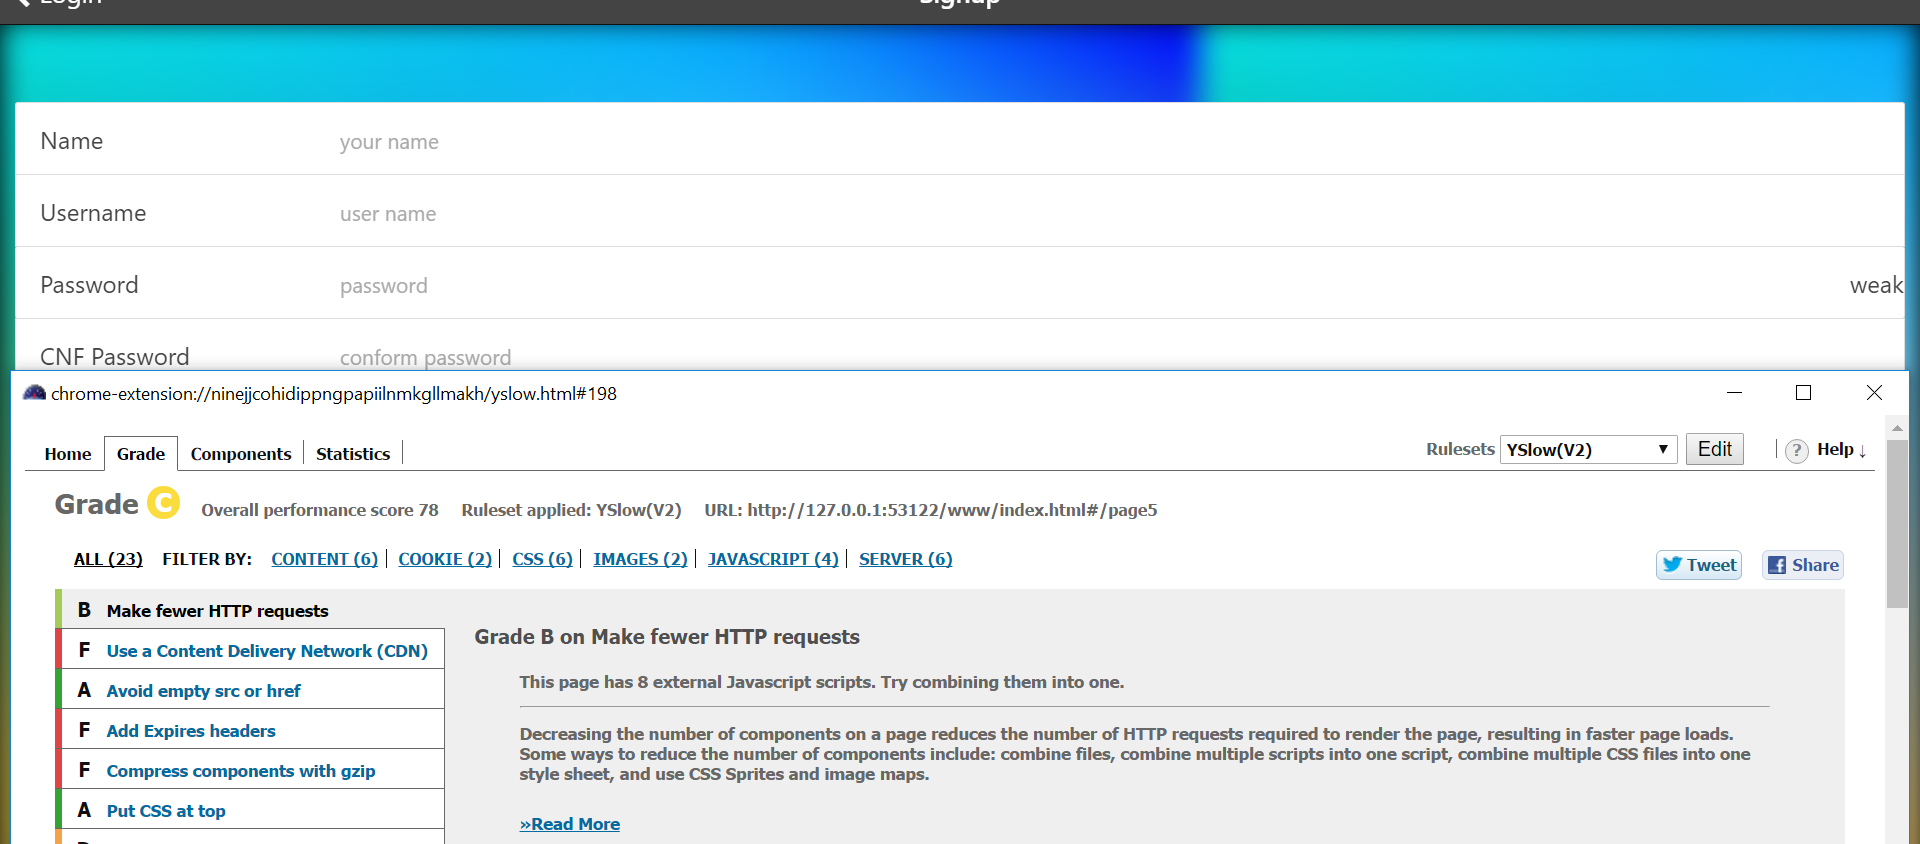 Login Signup
Name your name
Username user name
Password password weak
CNF Password conform password
chrome-extension://ninejjcohidippngpapiilnmkgllmakh/yslow.html#198
Home Grade Components Statistics Rulesets YSlow(V2) ▼ Edit ? Help ↓
Grade C Overall performance score 78 Ruleset applied: YSlow(V2) URL: http://127.0.0.1:53122/www/index.html#/page5
ALL (23) FILTER BY: CONTENT (6) COOKIE (2) CSS (6) IMAGES (2) JAVASCRIPT (4) SERVER (6) Tweet Share
B Make fewer HTTP requests
F Use a Content Delivery Network (CDN)
A Avoid empty src or href
F Add Expires headers
F Compress components with gzip
A Put CSS at top
Grade B on Make fewer HTTP requests
This page has 8 external Javascript scripts. Try combining them into one.
Decreasing the number of components on a page reduces the number of HTTP requests required to render the page, resulting in faster page loads.
Some ways to reduce the number of components include: combine files, combine multiple scripts into one script, combine multiple CSS files into one
style sheet, and use CSS Sprites and image maps.
»Read More